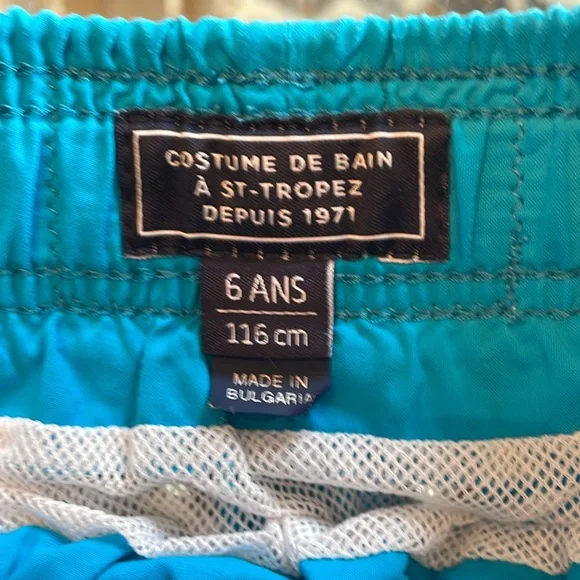 COSTUME DE BAIN
À ST-TROPEZ
DEPUIS 1971
6 ANS
116 cm
MADE IN
BULGARIA